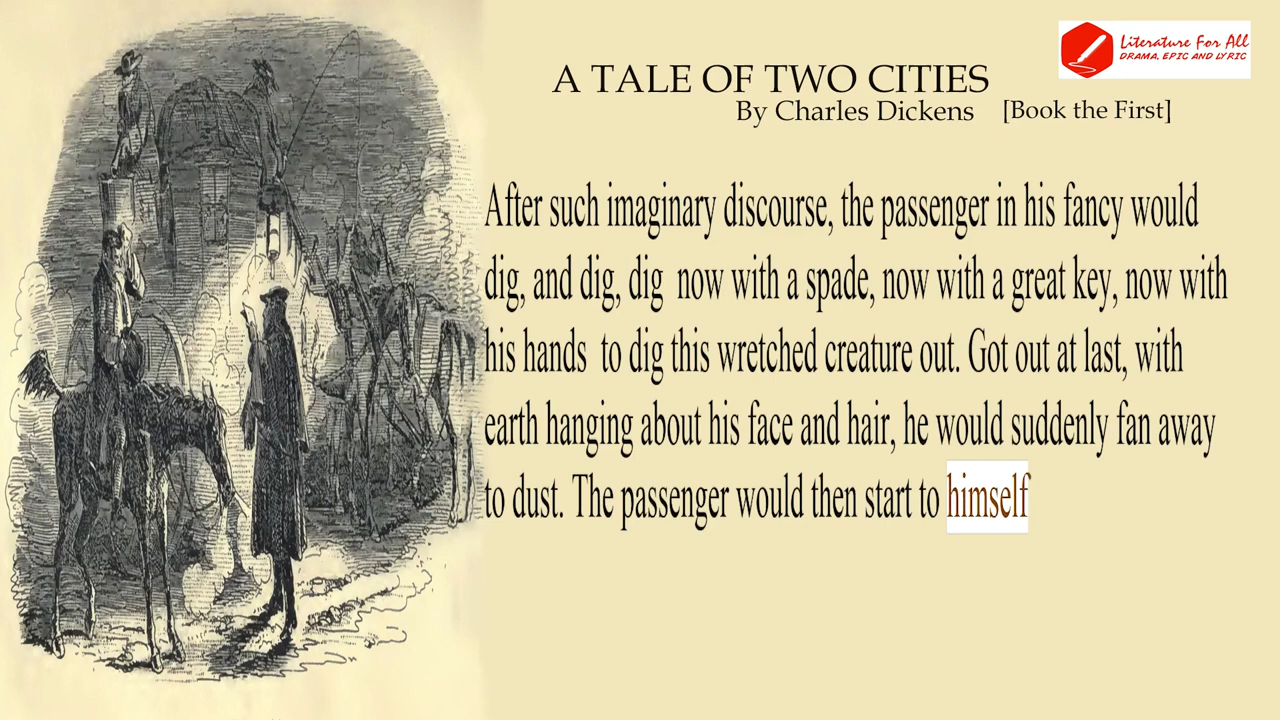 Literature For All
DRAMA, EPIC AND LYRIC
A TALE OF TWO CITIES
By Charles Dickens [Book the First]
After such imaginary discourse, the passenger in his fancy would
dig, and dig, dig now with a spade, now with a great key, now with
his hands to dig this wretched creature out. Got out at last, with
earth hanging about his face and hair, he would suddenly fan away
to dust. The passenger would then start to himself